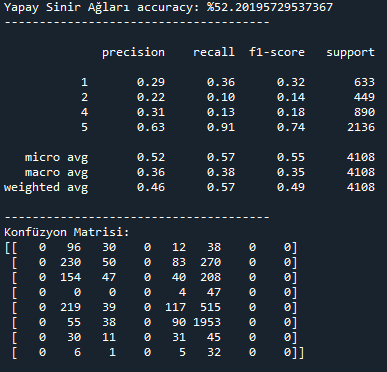 Yapay Sinir Ağları accuracy: %52.20195729537367
--------------------------------------
precision recall f1-score support
1 0.29 0.36 0.32 633
2 0.22 0.10 0.14 449
4 0.31 0.13 0.18 890
5 0.63 0.91 0.74 2136
micro avg 0.52 0.57 0.55 4108
macro avg 0.36 0.38 0.35 4108
weighted avg 0.46 0.57 0.49 4108
--------------------------------------
Konfüzyon Matrisi:
[[ 0 96 30 0 12 38 0 0]
[ 0 230 50 0 83 270 0 0]
[ 0 154 47 0 40 208 0 0]
[ 0 0 0 0 4 47 0 0]
[ 0 219 39 0 117 515 0 0]
[ 0 55 38 0 90 1953 0 0]
[ 0 30 11 0 31 45 0 0]
[ 0 6 1 0 5 32 0 0]]